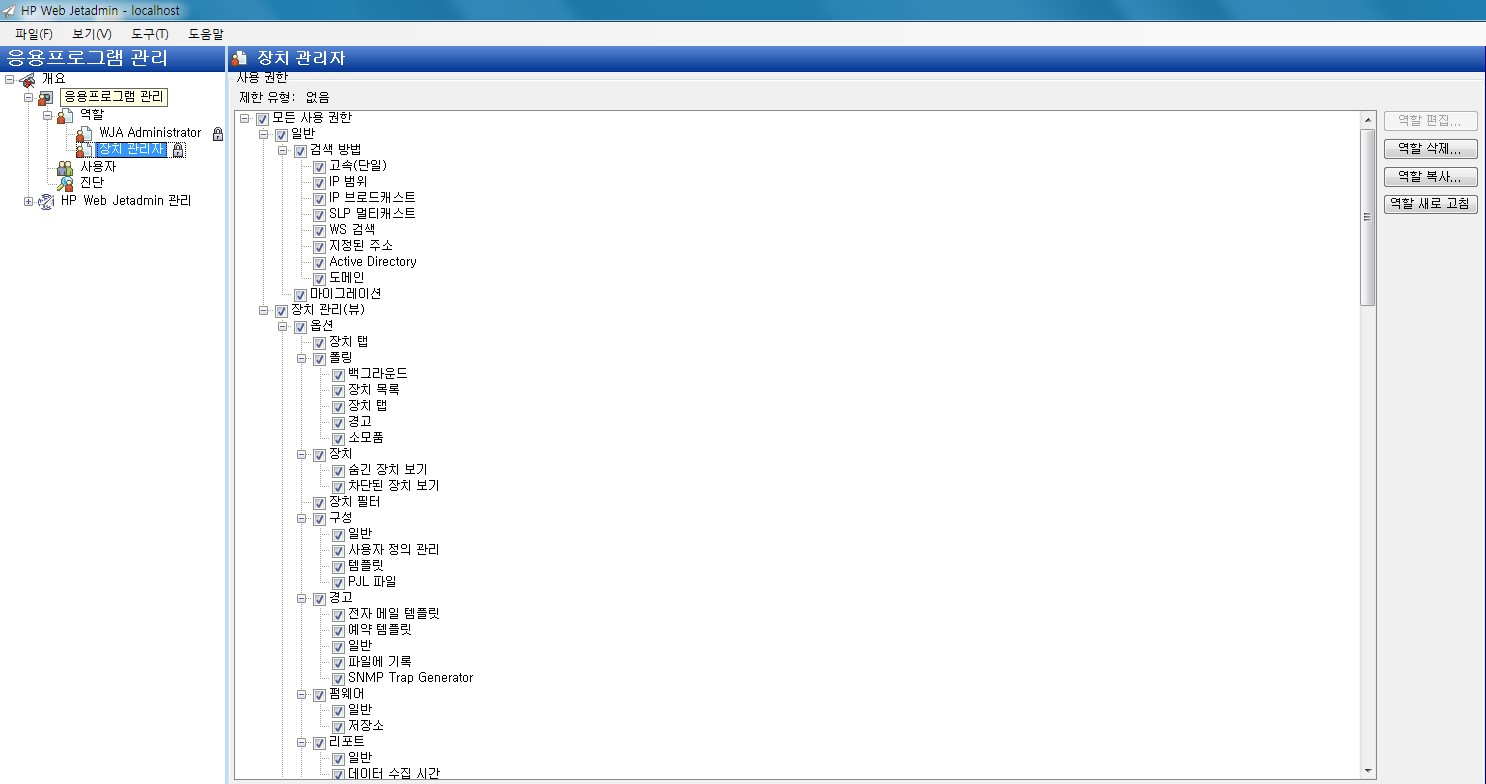 HP Web Jetadmin - localhost
파일(F) 보기(V) 도구(T) 도움말
응용프로그램 관리
개요
응용프로그램 관리
역할
WJA Administrator
장치 관리자
사용자
진단
HP Web Jetadmin 관리
장치 관리자
사용 권한
제한 유형: 없음
모든 사용 권한
일반
검색 방법
고속(단일)
IP 범위
IP 브로드캐스트
SLP 멀티캐스트
WS 검색
지정된 주소
Active Directory
도메인
마이그레이션
장치 관리(뷰)
옵션
장치 탭
폴링
백그라운드
장치 목록
장치 탭
경고
소모품
장치
숨긴 장치 보기
차단된 장치 보기
장치 필터
구성
일반
사용자 정의 관리
템플릿
PJL 파일
경고
전자 메일 템플릿
예약 템플릿
일반
파일에 기록
SNMP Trap Generator
펌웨어
일반
저장소
리포트
일반
데이터 수집 시간
역할 편집...
역할 삭제...
역할 복사...
역할 새로 고침